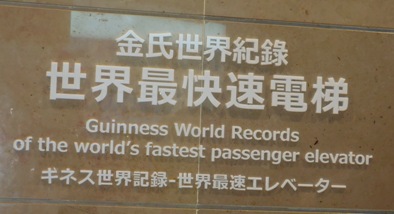 金氏世界紀錄
世界最快速電梯
Guinness World Records
of the world's fastest passenger elevator
ギネス世界記録-世界最速エレベーター